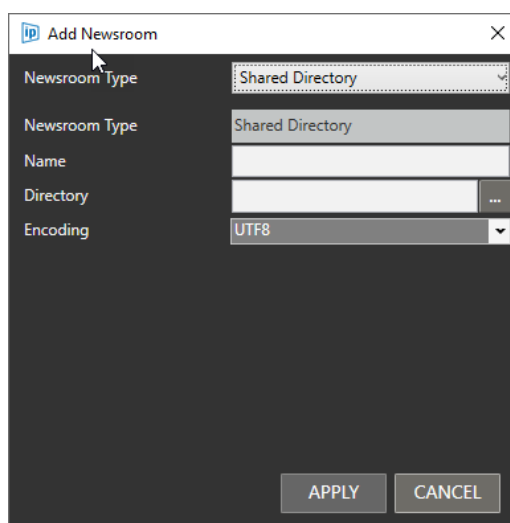 ip Add Newsroom
Newsroom Type Shared Directory
Newsroom Type Shared Directory
Name
Directory ...
Encoding UTF8
APPLY CANCEL